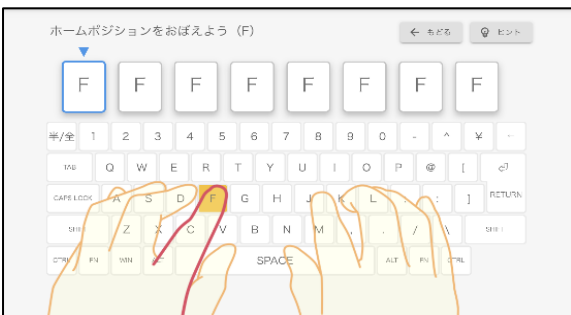 ホームポジションをおぼえよう（F）
← もどる
ヒント
F F F F F F F F
半/全 1 2 3 4 5 6 7 8 9 0 - ^ ¥
TAB Q W E R T Y U I O P @ [
CAPS LOCK A S D F G H J K L ; : ] RETURN
Z X C V B N M , . / \
CTRL FN WIN SPACE ALT FN CTRL